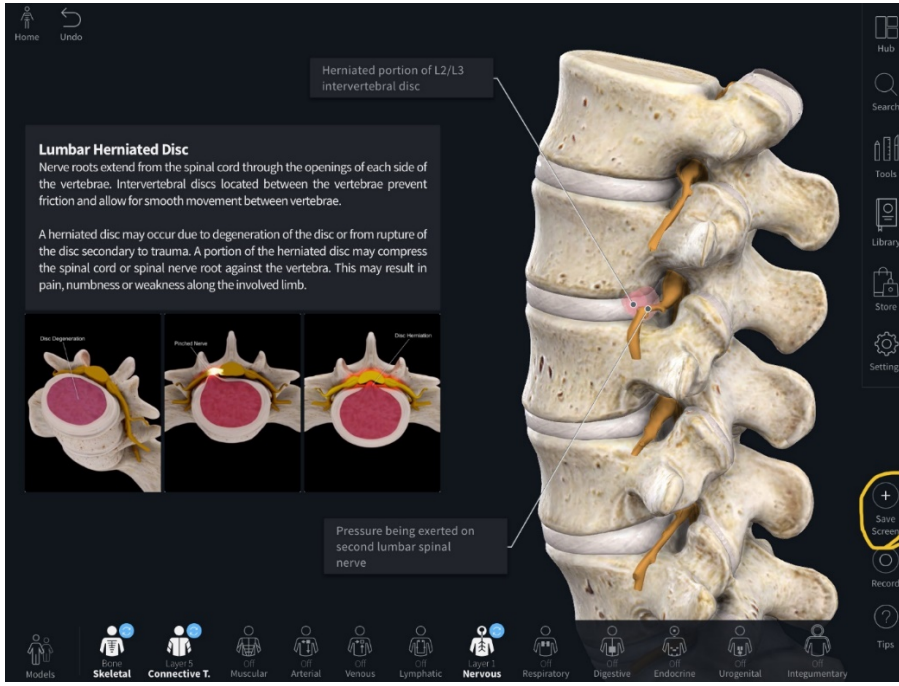 Home
Undo
Herniated portion of L2/L3
intervertebral disc
Hub
Search
Tools
Library
Store
Setting
Lumbar Herniated Disc
Nerve roots extend from the spinal cord through the openings of each side of
the vertebrae. Intervertebral discs located between the vertebrae prevent
friction and allow for smooth movement between vertebrae.
A herniated disc may occur due to degeneration of the disc or from rupture of
the disc secondary to trauma. A portion of the herniated disc may compress
the spinal cord or spinal nerve root against the vertebra. This may result in
pain, numbness or weakness along the involved limb.
Disc Degeneration
Pinched Nerve
Disc Herniation
Pressure being exerted on
second lumbar spinal
nerve
Save
Screen
Record
Tips
Models
Bone
Skeletal
Layer 5
Connective T.
Off
Muscular
Off
Arterial
Off
Venous
Off
Lymphatic
Layer 1
Nervous
Off
Respiratory
Off
Digestive
Off
Endocrine
Off
Urogenital
Off
Integumentary